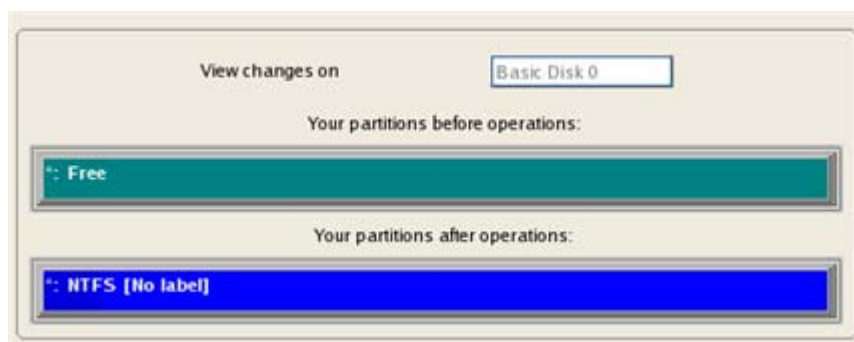 View changes on
Basic Disk 0
Your partitions before operations:
*: Free
Your partitions after operations:
*: NTFS [No label]